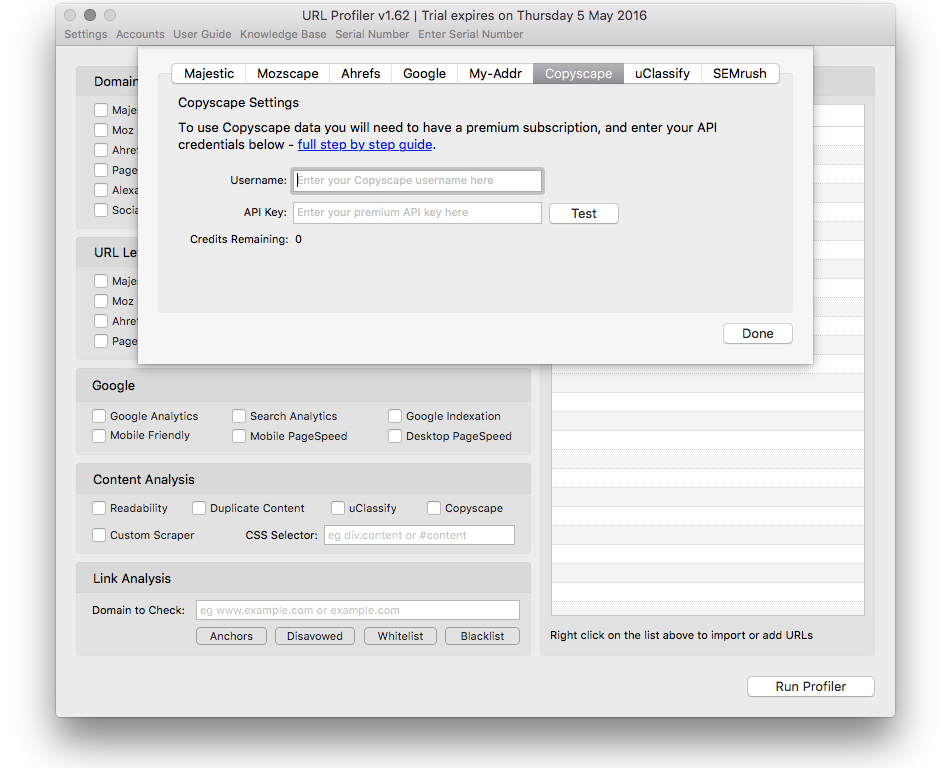 URL Profiler v1.62 | Trial expires on Thursday 5 May 2016
Settings Accounts User Guide Knowledge Base Serial Number Enter Serial Number
Majestic Mozscape Ahrefs Google My-Addr Copyscape uClassify SEMrush
Copyscape Settings
To use Copyscape data you will need to have a premium subscription, and enter your API
credentials below - full step by step guide.
Username: Enter your Copyscape username here
API Key: Enter your premium API key here Test
Credits Remaining: 0
Done
Domain
Maje
Moz
Ahref
Page
Alexa
Socia
URL Le
Maje
Moz
Ahref
Page
Google
Google Analytics Search Analytics Google Indexation
Mobile Friendly Mobile PageSpeed Desktop PageSpeed
Content Analysis
Readability Duplicate Content uClassify Copyscape
Custom Scraper CSS Selector: eg div.content or #content
Link Analysis
Domain to Check: eg www.example.com or example.com
Anchors Disavowed Whitelist Blacklist
Right click on the list above to import or add URLs
Run Profiler